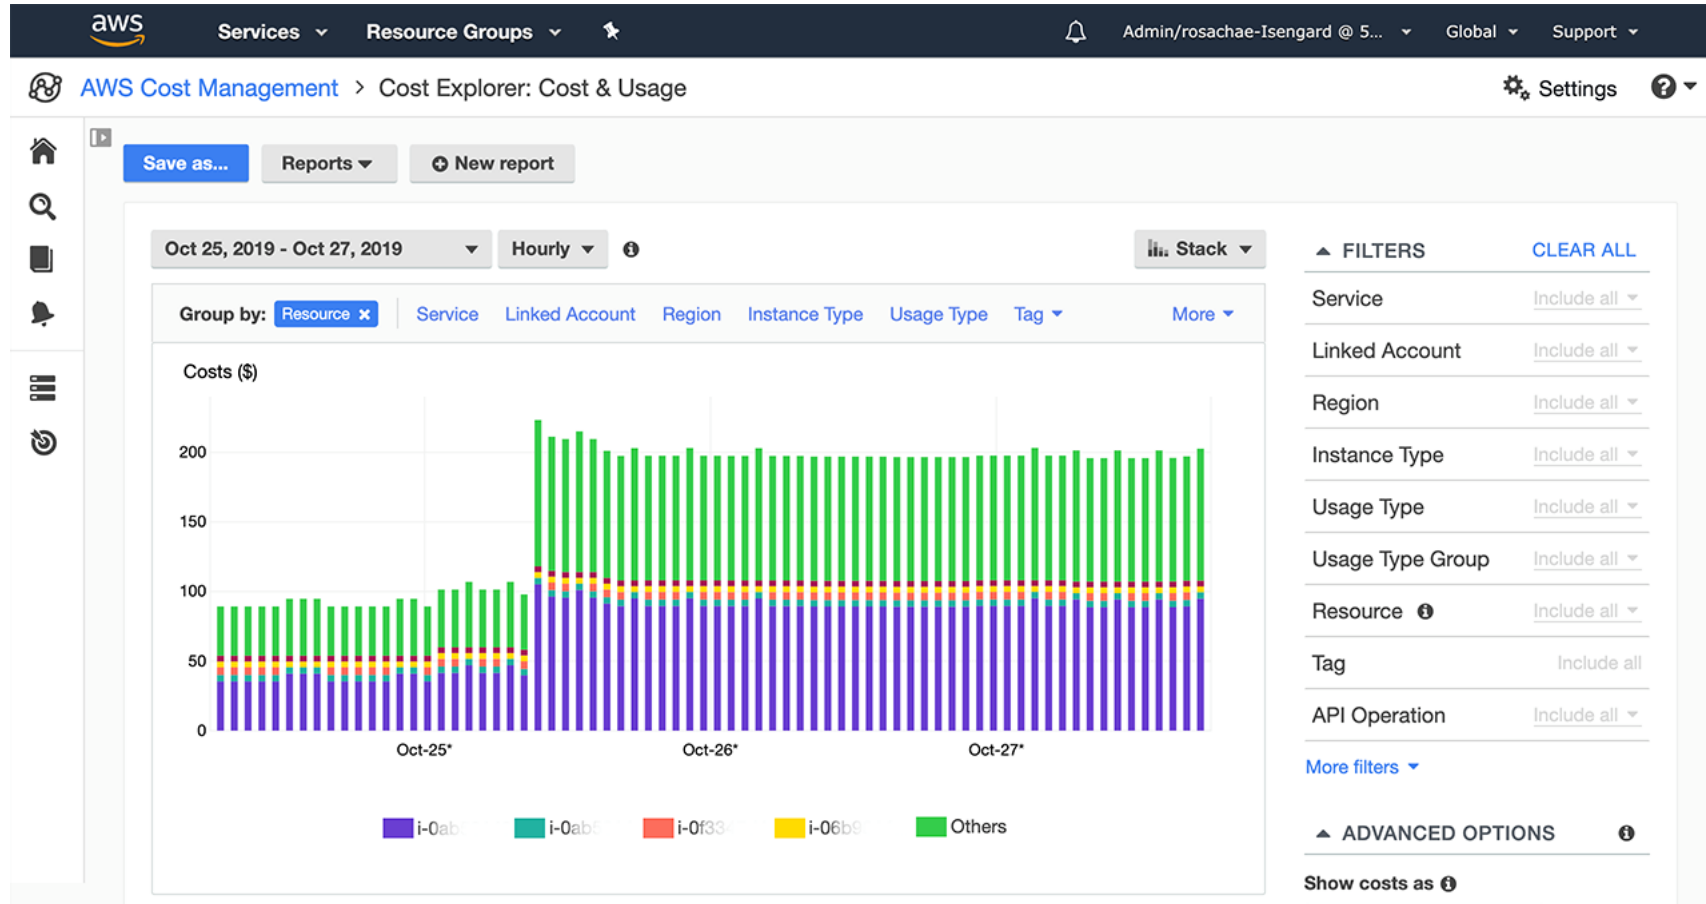 aws Services Resource Groups Admin/rosachae-Isengard @ 5... Global Support
AWS Cost Management > Cost Explorer: Cost & Usage Settings
Save as... Reports New report
Oct 25, 2019 - Oct 27, 2019 Hourly Stack
Group by: Resource Service Linked Account Region Instance Type Usage Type Tag More
Costs ($)
200
150
100
50
0
Oct-25* Oct-26* Oct-27*
i-0ab i-0ab i-0f33 i-06b9 Others
FILTERS CLEAR ALL
Service Include all
Linked Account Include all
Region Include all
Instance Type Include all
Usage Type Include all
Usage Type Group Include all
Resource Include all
Tag Include all
API Operation Include all
More filters
ADVANCED OPTIONS
Show costs as